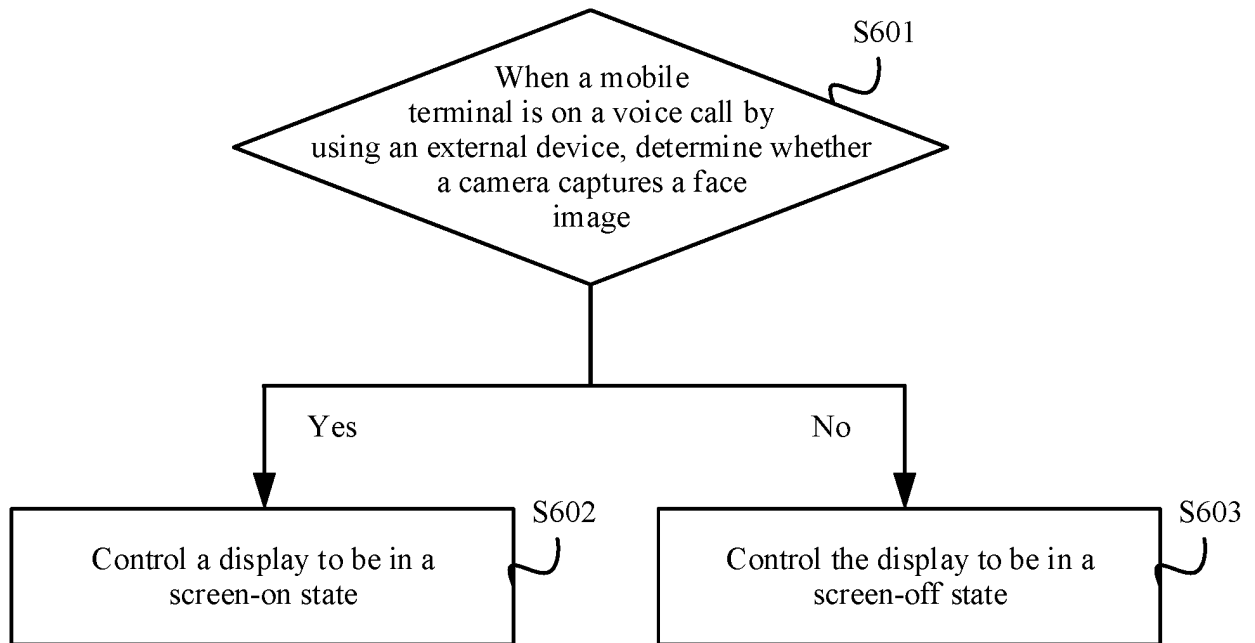 S601
When a mobile
terminal is on a voice call by
using an external device, determine whether
a camera captures a face
image
Yes
No
S602
S603
Control a display to be in a
screen-on state
Control the display to be in a
screen-off state